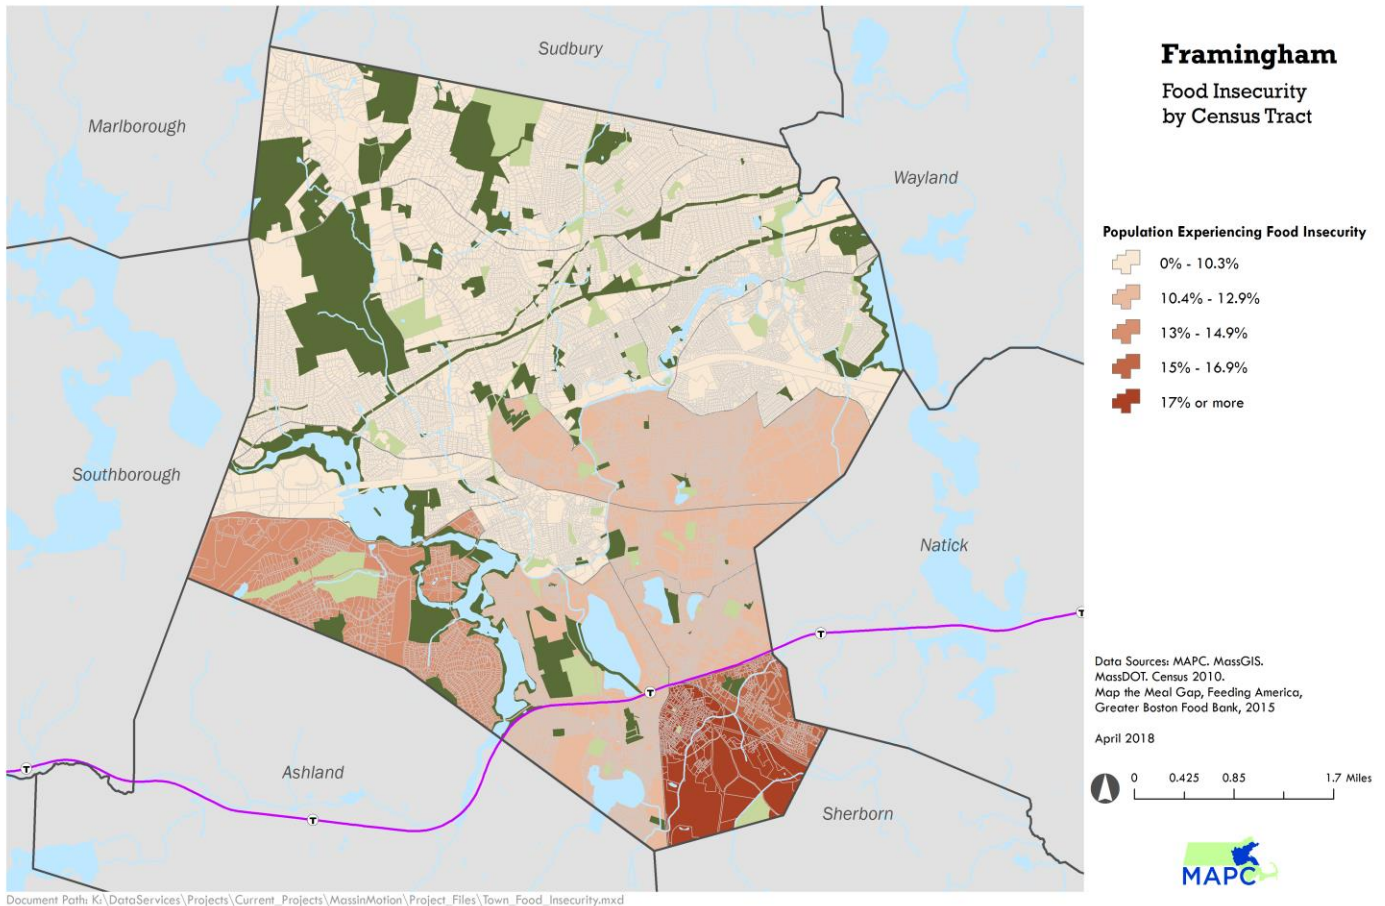 Framingham
Food Insecurity
by Census Tract
Sudbury
Marlborough
Wayland
Southborough
Natick
Ashland
Sherborn
T
T
T
T
T
Population Experiencing Food Insecurity
0% - 10.3%
10.4% - 12.9%
13% - 14.9%
15% - 16.9%
17% or more
Data Sources: MAPC. MassGIS.
MassDOT. Census 2010.
Map the Meal Gap, Feeding America,
Greater Boston Food Bank, 2015
April 2018
0 0.425 0.85 1.7 Miles
MAPC
Document Path: K:\DataServices\Projects\Current_Projects\MassinMotion\Project_Files\Town_Food_Insecurity.mxd